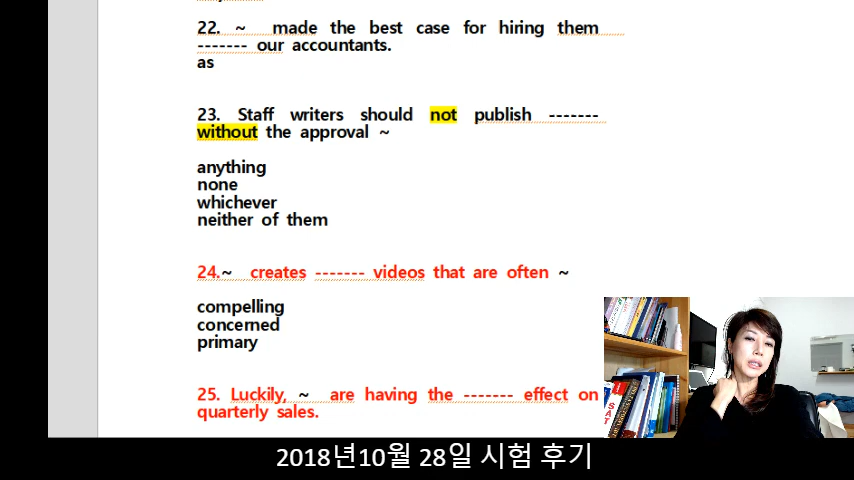 22. ~ made the best case for hiring them
------- our accountants.
as
23. Staff writers should not publish -------
without the approval ~
anything
none
whichever
neither of them
24.~ creates ------- videos that are often ~
compelling
concerned
primary
25. Luckily, ~ are having the ------- effect on
quarterly sales.
SAT
2018년10월 28일 시험 후기